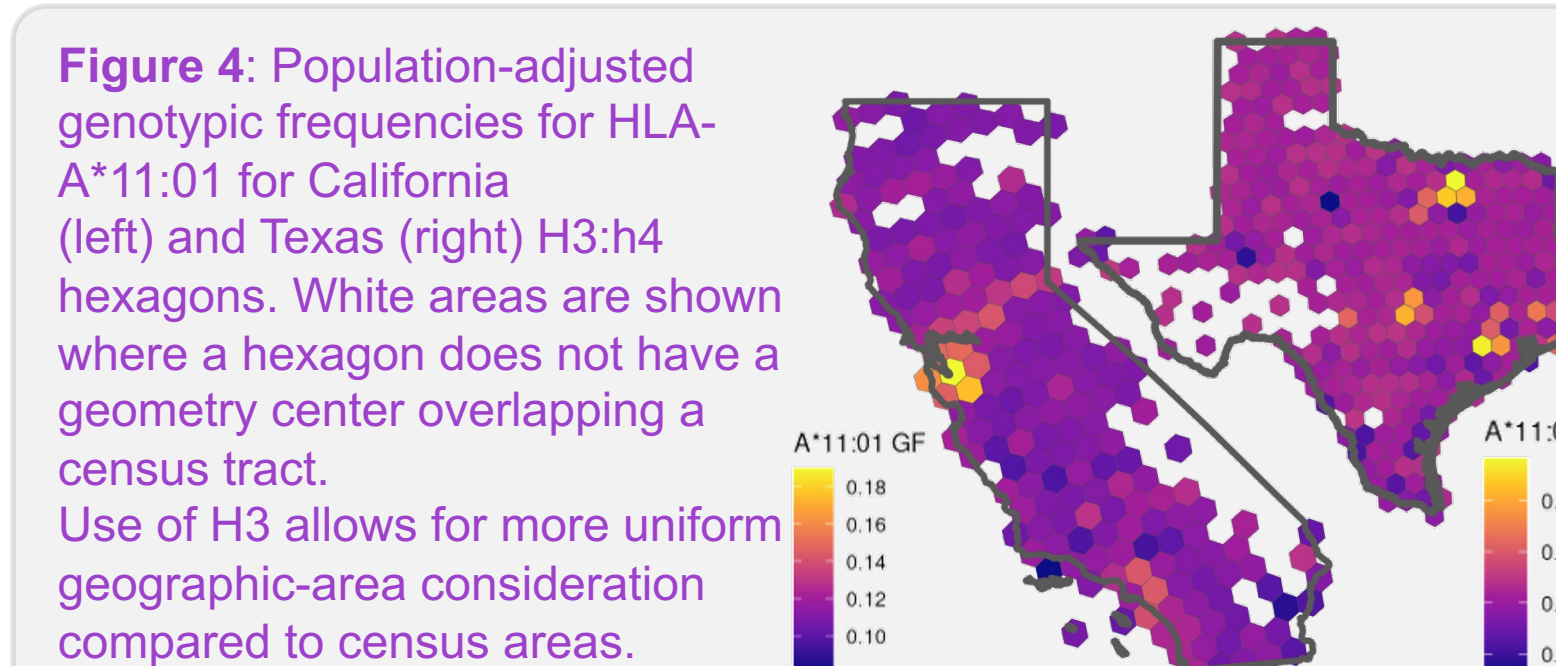 Figure 4: Population-adjusted
genotypic frequencies for HLA-
A*11:01 for California
(left) and Texas (right) H3:h4
hexagons. White areas are shown
where a hexagon does not have a
geometry center overlapping a
census tract.
Use of H3 allows for more uniform
geographic-area consideration
compared to census areas.
A*11:01 GF
0.18
0.16
0.14
0.12
0.10